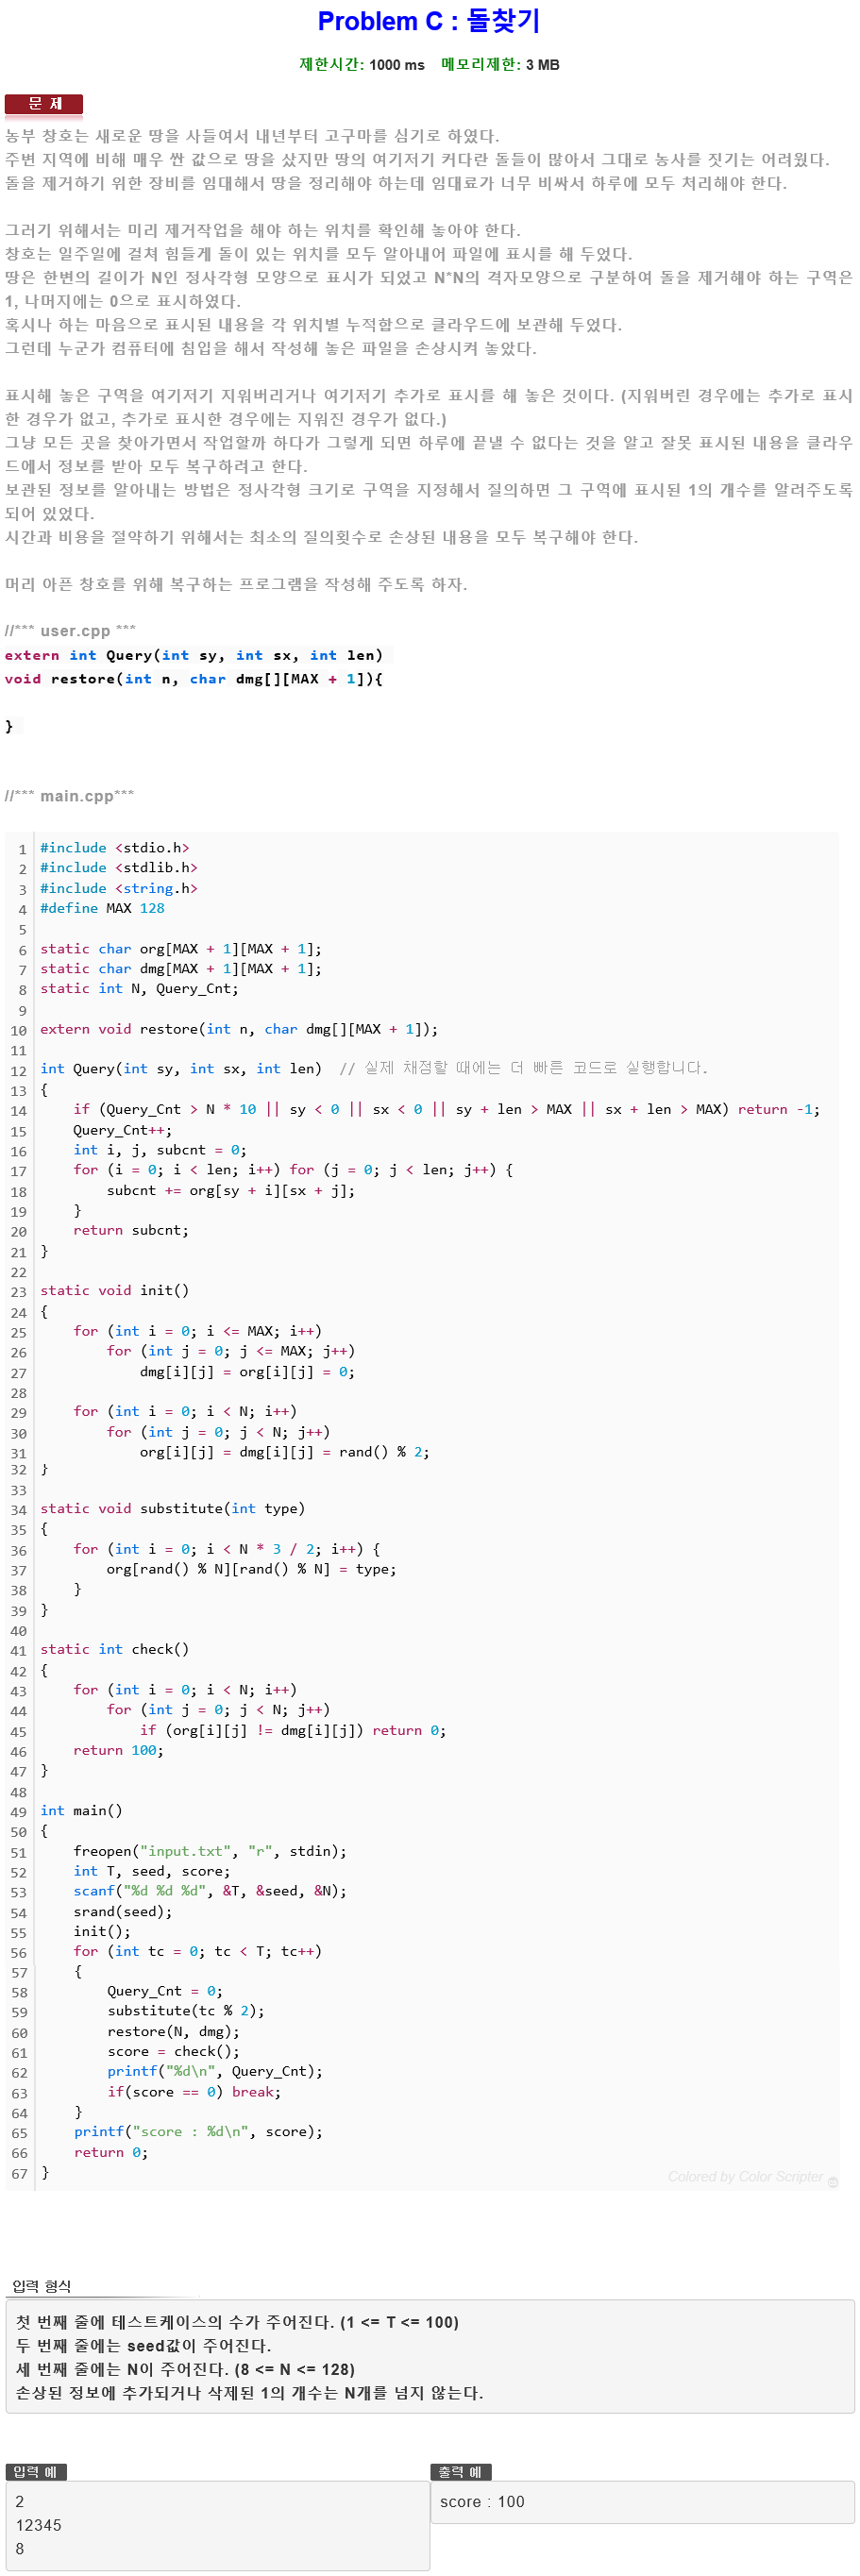 Problem C : 돌찾기
제한시간: 1000 ms 메모리제한: 3 MB
문 제
농부 창호는 새로운 땅을 사들여서 내년부터 고구마를 심기로 하였다.
주변 지역에 비해 매우 싼 값으로 땅을 샀지만 땅의 여기저기 커다란 돌들이 많아서 그대로 농사를 짓기는 어려웠다.
돌을 제거하기 위한 장비를 임대해서 땅을 정리해야 하는데 임대료가 너무 비싸서 하루에 모두 처리해야 한다.
그러기 위해서는 미리 제거작업을 해야 하는 위치를 확인해 놓아야 한다.
창호는 일주일에 걸쳐 힘들게 돌이 있는 위치를 모두 알아내어 파일에 표시를 해 두었다.
땅은 한변의 길이가 N인 정사각형 모양으로 표시가 되었고 N*N의 격자모양으로 구분하여 돌을 제거해야 하는 구역은
1, 나머지에는 0으로 표시하였다.
혹시나 하는 마음으로 표시된 내용을 각 위치별 누적합으로 클라우드에 보관해 두었다.
그런데 누군가 컴퓨터에 침입을 해서 작성해 놓은 파일을 손상시켜 놓았다.
표시해 놓은 구역을 여기저기 지워버리거나 여기저기 추가로 표시를 해 놓은 것이다. (지워버린 경우에는 추가로 표시
한 경우가 없고, 추가로 표시한 경우에는 지워진 경우가 없다.)
그냥 모든 곳을 찾아가면서 작업할까 하다가 그렇게 되면 하루에 끝낼 수 없다는 것을 알고 잘못 표시된 내용을 클라우
드에서 정보를 받아 모두 복구하려고 한다.
보관된 정보를 알아내는 방법은 정사각형 크기로 구역을 지정해서 질의하면 그 구역에 표시된 1의 개수를 알려주도록
되어 있었다.
시간과 비용을 절약하기 위해서는 최소의 질의횟수로 손상된 내용을 모두 복구해야 한다.
머리 아픈 창호를 위해 복구하는 프로그램을 작성해 주도록 하자.
//*** user.cpp ***
extern int Query(int sy, int sx, int len)
void restore(int n, char dmg[][MAX + 1]){
}
//*** main.cpp***
1 #include <stdio.h>
2 #include <stdlib.h>
3 #include <string.h>
4 #define MAX 128
5
6 static char org[MAX + 1][MAX + 1];
7 static char dmg[MAX + 1][MAX + 1];
8 static int N, Query_Cnt;
9
10 extern void restore(int n, char dmg[][MAX + 1]);
11
12 int Query(int sy, int sx, int len)  // 실제 채점할 때에는 더 빠른 코드로 실행합니다.
13 {
14     if (Query_Cnt > N * 10 || sy < 0 || sx < 0 || sy + len > MAX || sx + len > MAX) return -1;
15     Query_Cnt++;
16     int i, j, subcnt = 0;
17     for (i = 0; i < len; i++) for (j = 0; j < len; j++) {
18         subcnt += org[sy + i][sx + j];
19     }
20     return subcnt;
21 }
22
23 static void init()
24 {
25     for (int i = 0; i <= MAX; i++)
26         for (int j = 0; j <= MAX; j++)
27             dmg[i][j] = org[i][j] = 0;
28
29     for (int i = 0; i < N; i++)
30         for (int j = 0; j < N; j++)
31             org[i][j] = dmg[i][j] = rand() % 2;
32 }
33
34 static void substitute(int type)
35 {
36     for (int i = 0; i < N * 3 / 2; i++) {
37         org[rand() % N][rand() % N] = type;
38     }
39 }
40
41 static int check()
42 {
43     for (int i = 0; i < N; i++)
44         for (int j = 0; j < N; j++)
45             if (org[i][j] != dmg[i][j]) return 0;
46     return 100;
47 }
48
49 int main()
50 {
51     freopen("input.txt", "r", stdin);
52     int T, seed, score;
53     scanf("%d %d %d", &T, &seed, &N);
54     srand(seed);
55     init();
56     for (int tc = 0; tc < T; tc++)
57     {
58         Query_Cnt = 0;
59         substitute(tc % 2);
60         restore(N, dmg);
61         score = check();
62         printf("%d\n", Query_Cnt);
63         if(score == 0) break;
64     }
65     printf("score : %d\n", score);
66     return 0;
67 }
Colored by Color Scripter
입력 형식
첫 번째 줄에 테스트케이스의 수가 주어진다. (1 <= T <= 100)
두 번째 줄에는 seed값이 주어진다.
세 번째 줄에는 N이 주어진다. (8 <= N <= 128)
손상된 정보에 추가되거나 삭제된 1의 개수는 N개를 넘지 않는다.
입력 예
2
12345
8
출력 예
score : 100